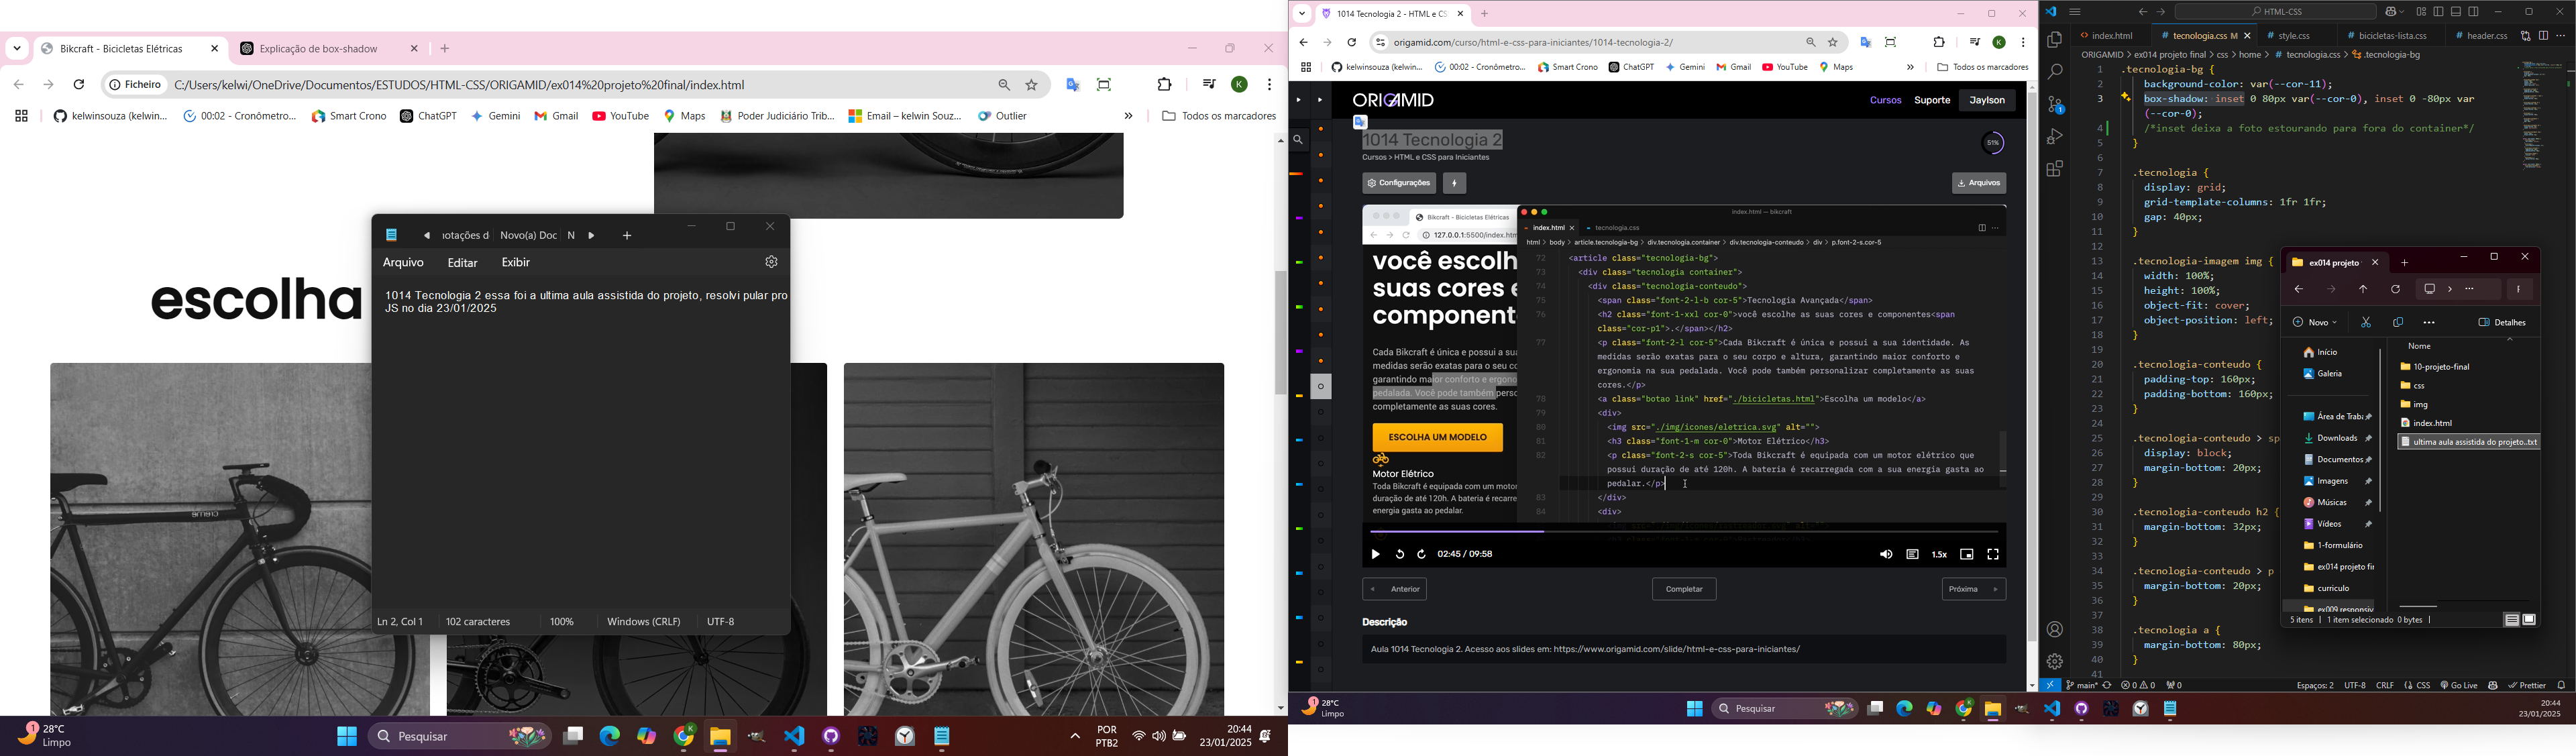 Bikcraft - Bicicletas Elétricas
Explicação de box-shadow
Ficheiro
C:/Users/kelwi/OneDrive/Documentos/ESTUDOS/HTML-CSS/ORIGAMID/ex014%20projeto%20final/index.html
K
kelwinsouza (kelwin...
00:02 - Cronômetro...
Smart Crono
ChatGPT
Gemini
Gmail
YouTube
Maps
Poder Judiciário Trib...
Email – kelwin Souz...
Outlier
Todos os marcadores
escolha
Novo(a) Doc
N
Arquivo
Editar
Exibir
1014 Tecnologia 2 essa foi a ultima aula assistida do projeto, resolvi pular pro
JS no dia 23/01/2025
Ln 2, Col 1
102 caracteres
100%
Windows (CRLF)
UTF-8
1
28°C
Limpo
Pesquisar
POR
PTB2
20:44
23/01/2025
1014 Tecnologia 2 - HTML e CS
origamid.com/curso/html-e-css-para-iniciantes/1014-tecnologia-2/
K
kelwinsouza (kelwin...
00:02 - Cronômetro...
Smart Crono
ChatGPT
Gemini
Gmail
YouTube
Maps
Todos os marcadores
ORIGAMID
Cursos
Suporte
Jaylson
1014 Tecnologia 2
51%
Cursos > HTML e CSS para Iniciantes
Configurações
Arquivos
Bikcraft - Bicicletas Elétricas
127.0.0.1:5500/index.htm
você escolh
suas cores e
component
Cada Bikcraft é única e possui a sua
medidas serão exatas para o seu co
garantindo maior conforto e ergono
pedalada. Você pode também perso
completamente as suas cores.
ESCOLHA UM MODELO
Motor Elétrico
Toda Bikcraft é equipada com um motor
duração de até 120h. A bateria é recarre
energia gasta ao pedalar.
index.html — bikcraft
index.html
tecnologia.css
html > body > article.tecnologia-bg > div.tecnologia.container > div.tecnologia-conteudo > div > p.font-2-s.cor-5
72 <article class="tecnologia-bg">
73 <div class="tecnologia container">
74 <div class="tecnologia-conteudo">
75 <span class="font-2-l-b cor-5">Tecnologia Avançada</span>
76 <h2 class="font-1-xxl cor-0">você escolhe as suas cores e componentes<span
class="cor-p1">.</span></h2>
77 <p class="font-2-l cor-5">Cada Bikcraft é única e possui a sua identidade. As
medidas serão exatas para o seu corpo e altura, garantindo maior conforto e
ergonomia na sua pedalada. Você pode também personalizar completamente as suas
cores.</p>
78 <a class="botao link" href="./bicicletas.html">Escolha um modelo</a>
79 <div>
80 <img src="./img/icones/eletrica.svg" alt="">
81 <h3 class="font-1-m cor-0">Motor Elétrico</h3>
82 <p class="font-2-s cor-5">Toda Bikcraft é equipada com um motor elétrico que
possui duração de até 120h. A bateria é recarregada com a sua energia gasta ao
pedalar.</p>
83 </div>
84 <div>
02:45 / 09:58
1.5x
Anterior
Completar
Próxima
Descrição
Aula 1014 Tecnologia 2. Acesso aos slides em: https://www.origamid.com/slide/html-e-css-para-iniciantes/
1
28°C
Limpo
Pesquisar
HTML-CSS
index.html
tecnologia.css M
style.css
bicicletas-lista.css
header.css
ORIGAMID > ex014 projeto final > css > home > tecnologia.css > .tecnologia-bg
1 .tecnologia-bg {
2 background-color: var(--cor-11);
3 box-shadow: inset 0 80px var(--cor-0), inset 0 -80px var
(--cor-0);
4 /*inset deixa a foto estourando para fora do container*/
5 }
6
7 .tecnologia {
8 display: grid;
9 grid-template-columns: 1fr 1fr;
10 gap: 40px;
11 }
12
13 .tecnologia-imagem img {
14 width: 100%;
15 height: 100%;
16 object-fit: cover;
17 object-position: left;
18 }
19
20 .tecnologia-conteudo {
21 padding-top: 160px;
22 padding-bottom: 160px;
23 }
24
25 .tecnologia-conteudo > sp
26 display: block;
27 margin-bottom: 20px;
28 }
29
30 .tecnologia-conteudo h2 {
31 margin-bottom: 32px;
32 }
33
34 .tecnologia-conteudo > p
35 margin-bottom: 20px;
36 }
37
38 .tecnologia a {
39 margin-bottom: 80px;
40 }
41
ex014 projeto
Novo
Detalhes
Início
Galeria
Área de Traba
Downloads
Documentos
Imagens
Músicas
Vídeos
1-formulário
ex014 projeto fin
curriculo
ex009 responsiv
Nome
10-projeto-final
css
img
index.html
ultima aula assistida do projeto..txt
5 itens
1 item selecionado 0 bytes
main*
0 0
0
Espaços: 2
UTF-8
CRLF
CSS
Go Live
Prettier
20:44
23/01/2025